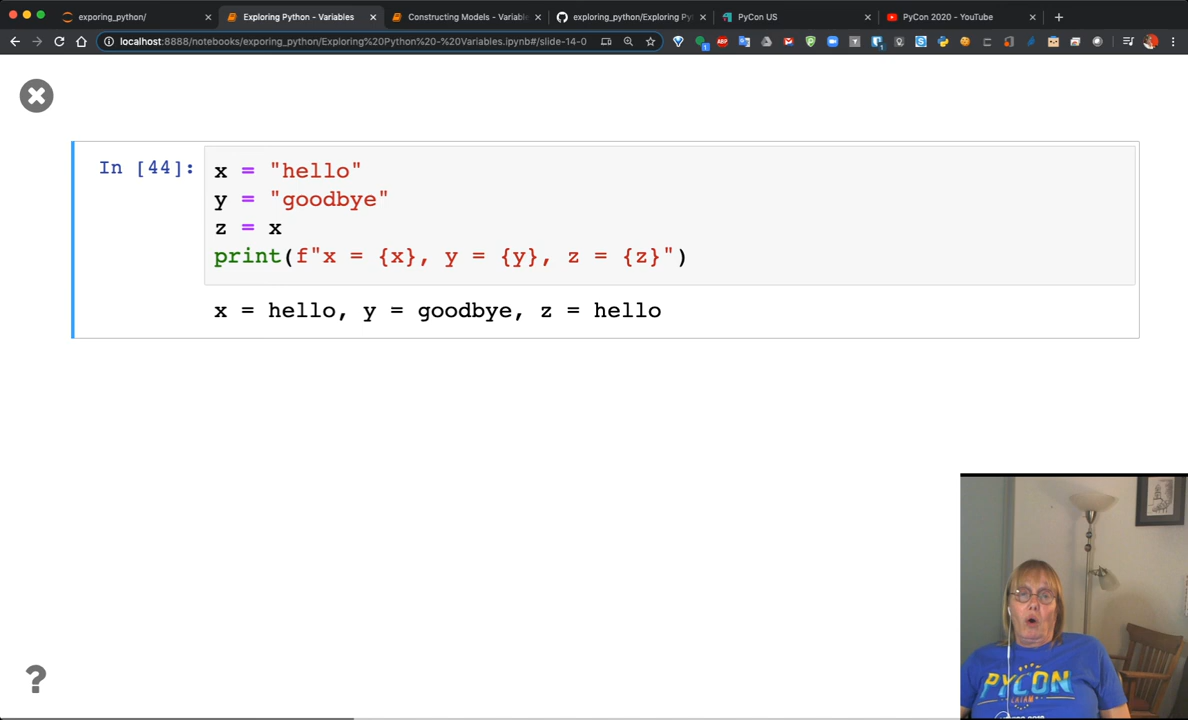 exporing_python/
Exploring Python - Variables
Constructing Models - Variable
exploring_python/Exploring Py
PyCon US
PyCon 2020 - YouTube
localhost:8888/notebooks/exporing_python/Exploring%20Python%20-%20Variables.ipynb#/slide-14-0
In [44]:
x = "hello"
y = "goodbye"
z = x
print(f"x = {x}, y = {y}, z = {z}")
x = hello, y = goodbye, z = hello
?
PYCON